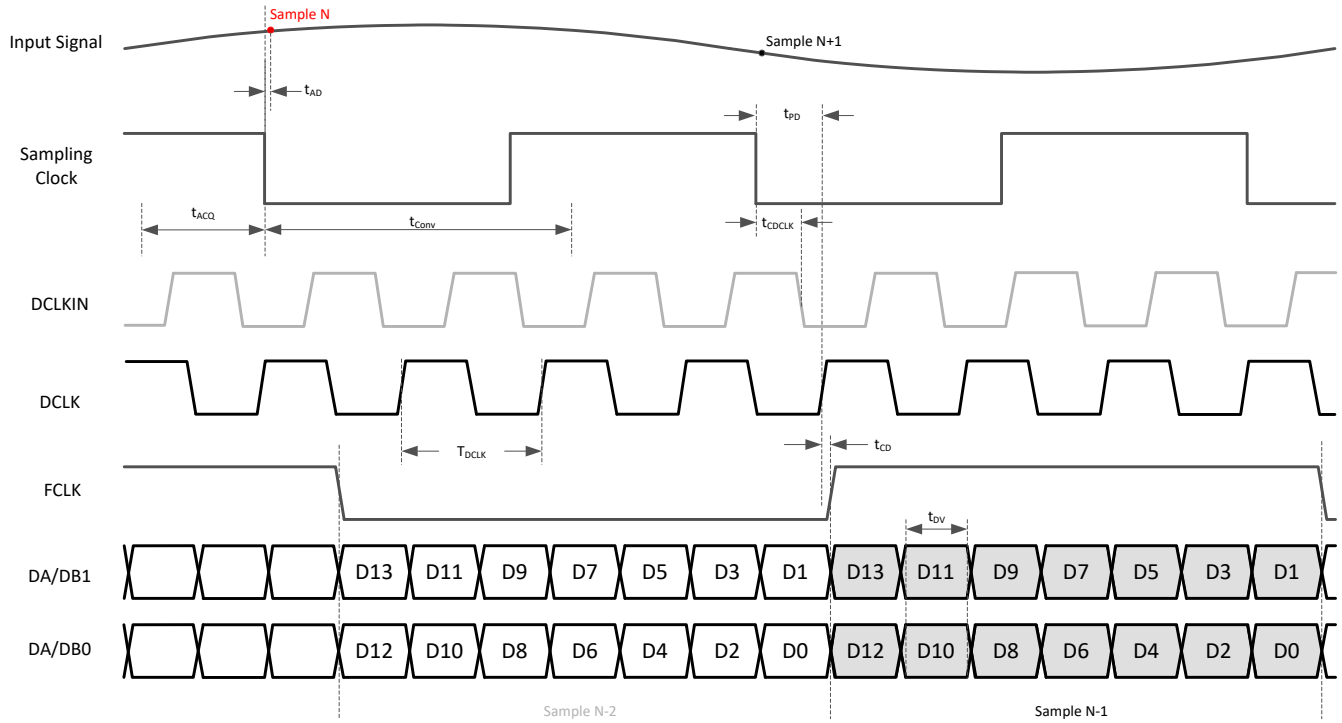 Sample N
Input Signal
Sample N+1
tAD
tPD
Sampling
Clock
tACQ
tConv
tCDCLK
DCLKIN
DCLK
TDCLK
tCD
FCLK
tDV
DA/DB1
D13 D11 D9 D7 D5 D3 D1 D13 D11 D9 D7 D5 D3 D1
DA/DB0
D12 D10 D8 D6 D4 D2 D0 D12 D10 D8 D6 D4 D2 D0
Sample N-2
Sample N-1